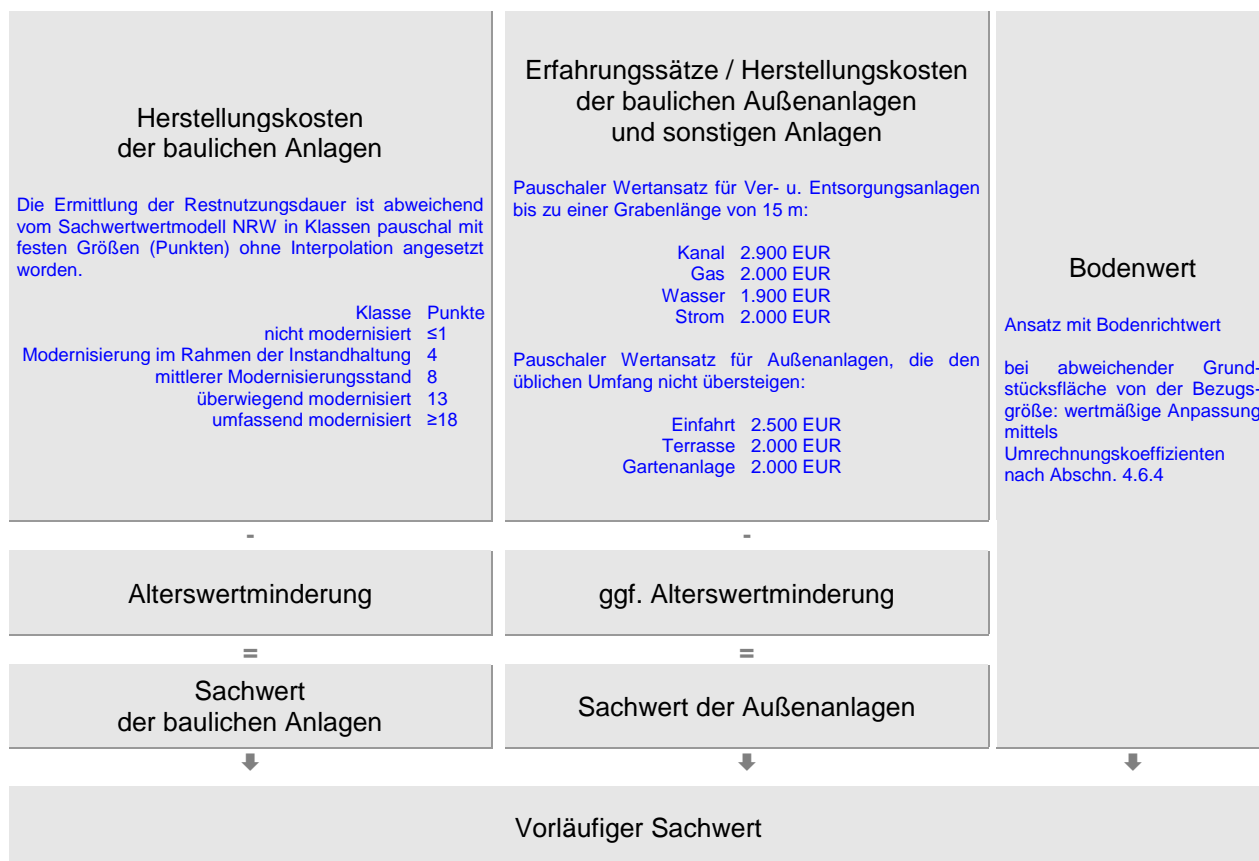 Herstellungskosten
der baulichen Anlagen
Die Ermittlung der Restnutzungsdauer ist abweichend
vom Sachwertwertmodell NRW in Klassen pauschal mit
festen Größen (Punkten) ohne Interpolation angesetzt
worden.
Klasse Punkte
nicht modernisiert ≤1
Modernisierung im Rahmen der Instandhaltung 4
mittlerer Modernisierungsstand 8
überwiegend modernisiert 13
umfassend modernisiert ≥18
-
Alterswertminderung
=
Sachwert
der baulichen Anlagen
Erfahrungssätze / Herstellungskosten
der baulichen Außenanlagen
und sonstigen Anlagen
Pauschaler Wertansatz für Ver- u. Entsorgungsanlagen
bis zu einer Grabenlänge von 15 m:
Kanal 2.900 EUR
Gas 2.000 EUR
Wasser 1.900 EUR
Strom 2.000 EUR
Pauschaler Wertansatz für Außenanlagen, die den
üblichen Umfang nicht übersteigen:
Einfahrt 2.500 EUR
Terrasse 2.000 EUR
Gartenanlage 2.000 EUR
-
ggf. Alterswertminderung
=
Sachwert der Außenanlagen
Bodenwert
Ansatz mit Bodenrichtwert
bei abweichender Grund-
stücksfläche von der Bezugs-
größe: wertmäßige Anpassung
mittels
Umrechnungskoeffizienten
nach Abschn. 4.6.4
Vorläufiger Sachwert